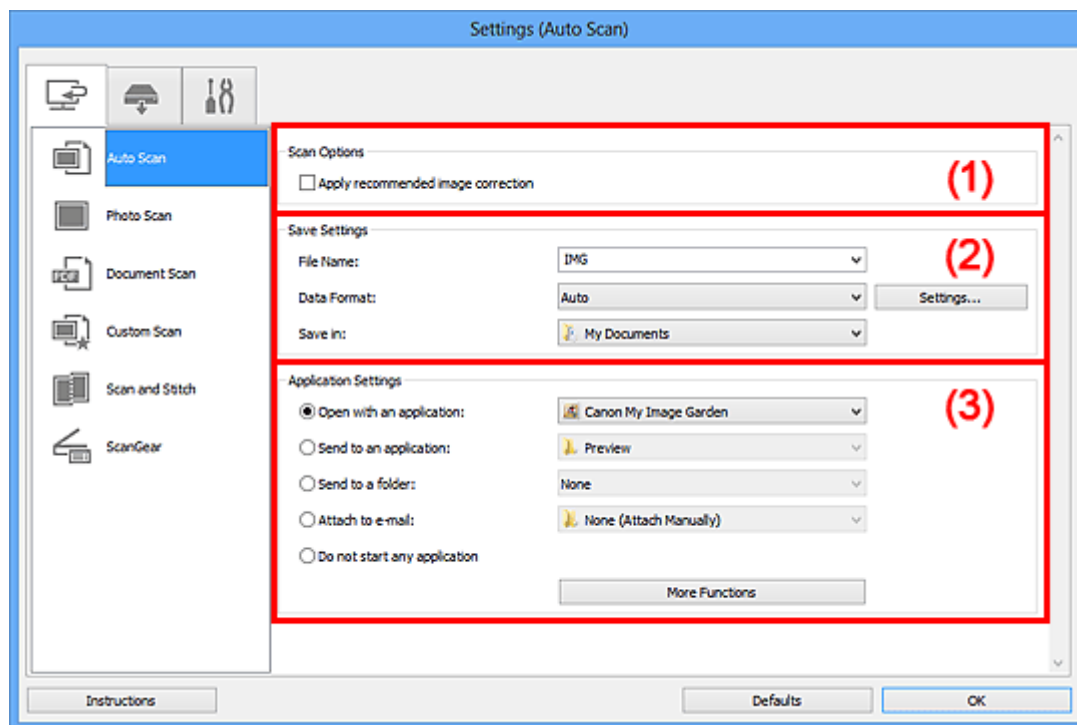 Settings (Auto Scan)
Auto Scan
Photo Scan
Document Scan
Custom Scan
Scan and Stitch
ScanGear
Scan Options
Apply recommended image correction
(1)
Save Settings
(2)
File Name: IMG
Data Format: Auto Settings...
Save in: My Documents
Application Settings
(3)
Open with an application: Canon My Image Garden
Send to an application: Preview
Send to a folder: None
Attach to e-mail: None (Attach Manually)
Do not start any application
More Functions
Instructions Defaults OK